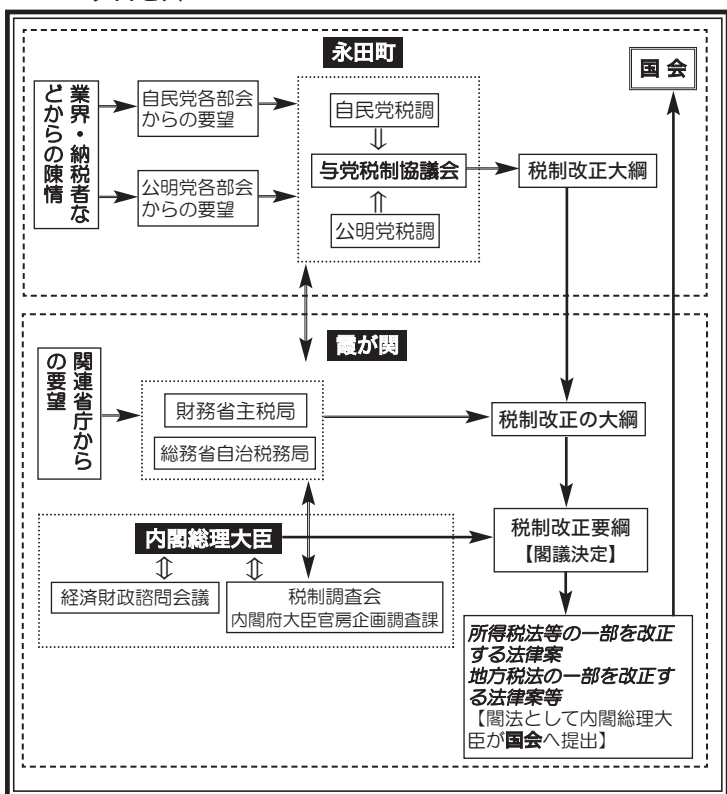 永田町
国 会
業界・納税者な
どからの陳情
自民党各部会
からの要望
公明党各部会
からの要望
自民党税調
与党税制協議会
公明党税調
税制改正大綱
霞が関
関連省庁から
の要望
財務省主税局
総務省自治税務局
税制改正の大綱
内閣総理大臣
経済財政諮問会議
税制調査会
内閣府大臣官房企画調査課
税制改正要綱
【閣議決定】
所得税法等の一部を改正
する法律案
地方税法の一部を改正す
る法律案等
【閣法として内閣総理大
臣が国会へ提出】